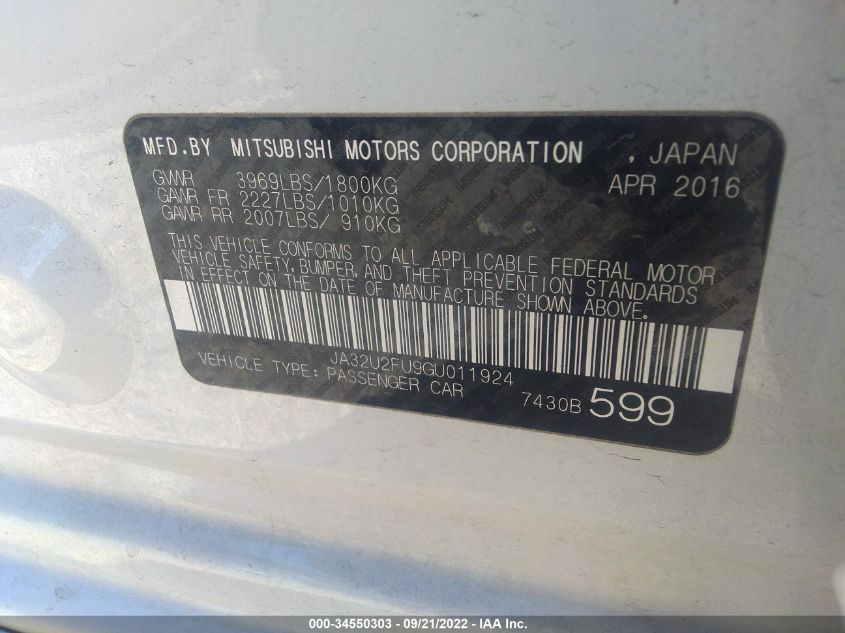 MFD.BY MITSUBISHI MOTORS CORPORATION , JAPAN
GVWR 3969LBS/1800KG APR 2016
GAWR FR 2227LBS/1010KG
GAWR RR 2007LBS/ 910KG
THIS VEHICLE CONFORMS TO ALL APPLICABLE FEDERAL MOTOR
VEHICLE SAFETY, BUMPER, AND THEFT PREVENTION STANDARDS
IN EFFECT ON THE DATE OF MANUFACTURE SHOWN ABOVE.
JA32U2FU9GU011924
VEHICLE TYPE: PASSENGER CAR
7430B 599
000-34550303 - 09/21/2022 - IAA Inc.